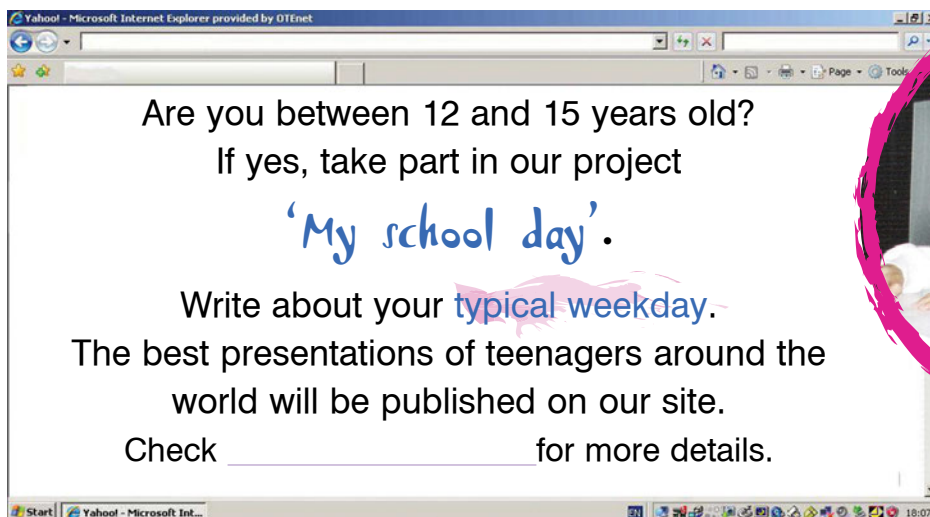 Yahoo! - Microsoft Internet Explorer provided by OTEnet
Page Tools
Are you between 12 and 15 years old?
If yes, take part in our project
‘My school day’.
Write about your typical weekday.
The best presentations of teenagers around the
world will be published on our site.
Check _______________ for more details.
Start Yahoo! - Microsoft Int... EN 18:07